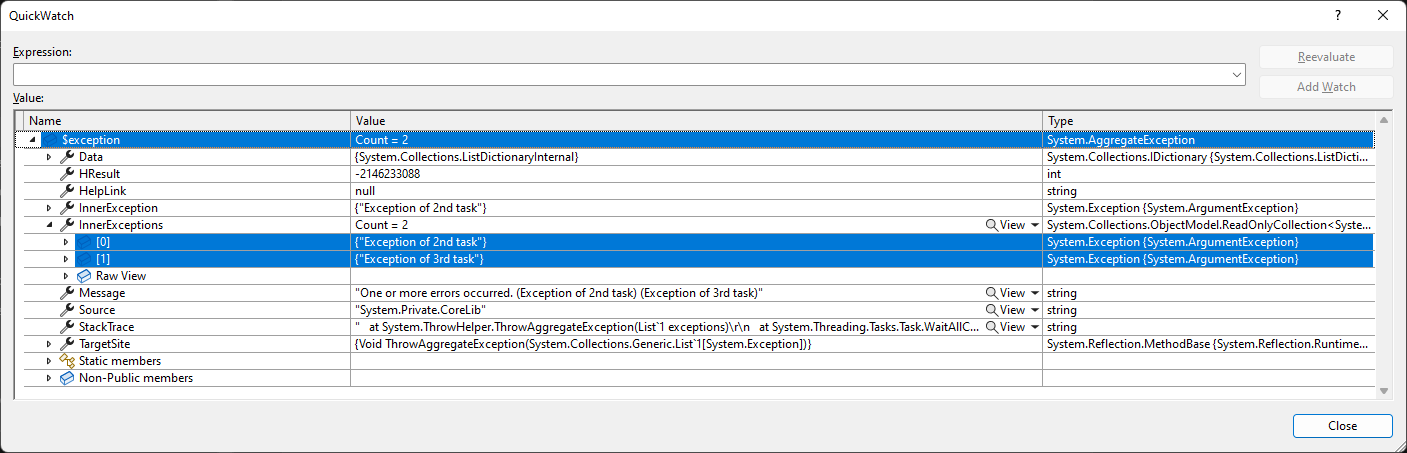 QuickWatch ? ✕
Expression:
Reevaluate
Add Watch
Value:
Name Value Type
$exception Count = 2 System.AggregateException
Data {System.Collections.ListDictionaryInternal} System.Collections.IDictionary {System.Collections.ListDicti...
HResult -2146233088 int
HelpLink null string
InnerException {"Exception of 2nd task"} System.Exception {System.ArgumentException}
InnerExceptions Count = 2 View System.Collections.ObjectModel.ReadOnlyCollection<Syste...
[0] {"Exception of 2nd task"} System.Exception {System.ArgumentException}
[1] {"Exception of 3rd task"} System.Exception {System.ArgumentException}
Raw View
Message "One or more errors occurred. (Exception of 2nd task) (Exception of 3rd task)" View string
Source "System.Private.CoreLib" View string
StackTrace "   at System.ThrowHelper.ThrowAggregateException(List`1 exceptions)\r\n   at System.Threading.Tasks.Task.WaitAllC... View string
TargetSite {Void ThrowAggregateException(System.Collections.Generic.List`1[System.Exception])} System.Reflection.MethodBase {System.Reflection.Runtime...
Static members
Non-Public members
Close